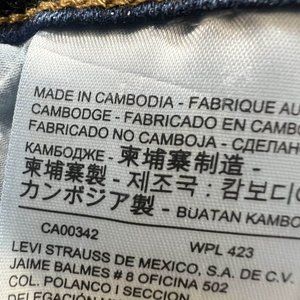 MADE IN CAMBODIA - FABRIQUE AU
CAMBODGE - FABRICADO EN CAMBO
FABRICADO NO CAMBOJA - СДЕЛАН
КАМБОДЖЕ - 柬埔寨制造 -
柬埔寨製 - 제조국 : 캄보디아
カンボジア製 - BUATAN KAMBO
CA00342 WPL 423
LEVI STRAUSS DE MEXICO, S.A. DE C.V.
JAIME BALMES # 8 OFICINA 502
COL. POLANCO I SECCION
DELEGACION